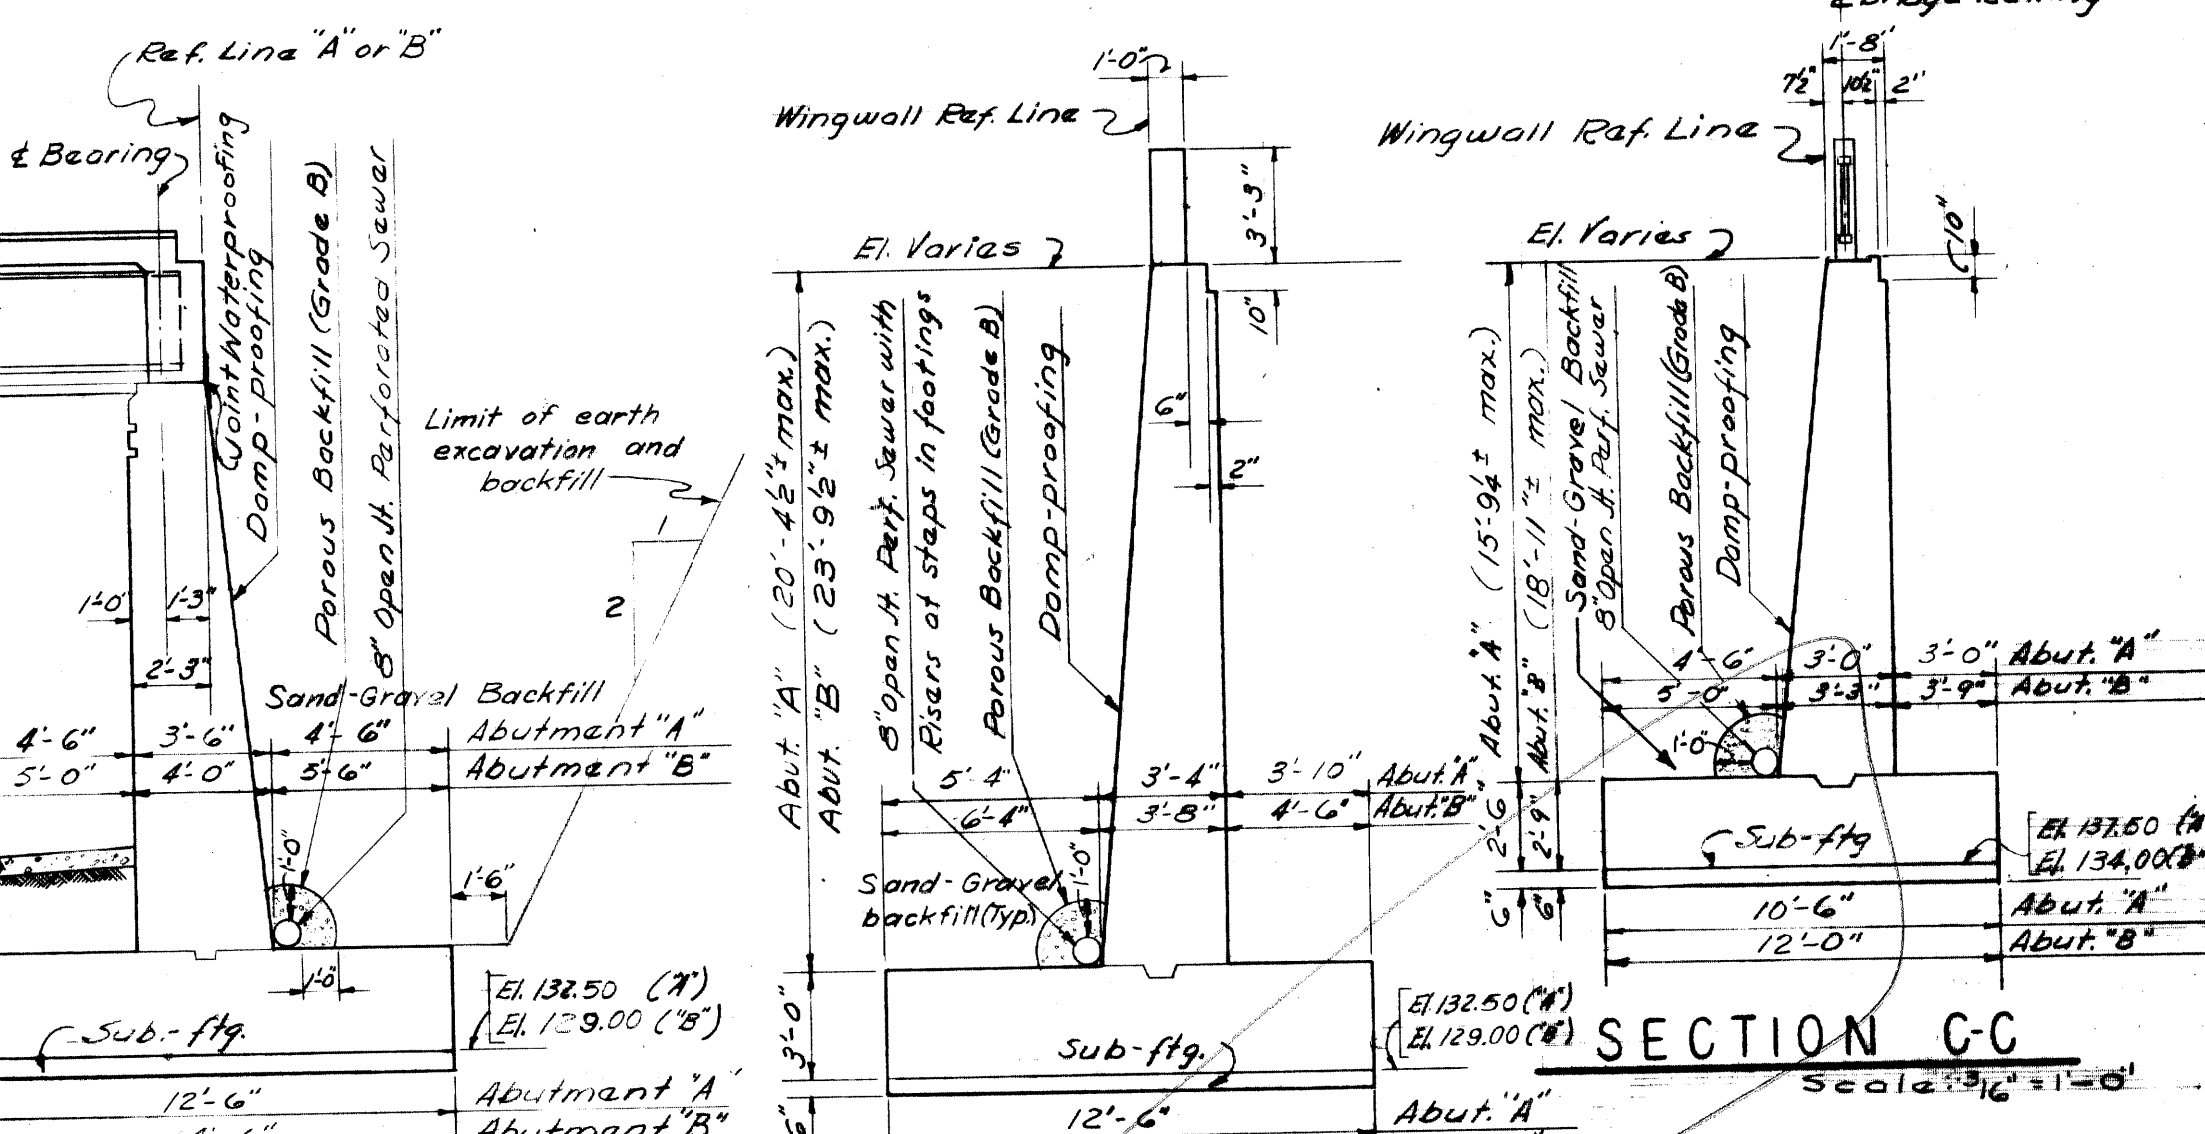 Ref. Line "A" or "B"
℄ Bearing
Joint Waterproofing
Damp-proofing
Porous Backfill (Grade B)
8" Open Jt. Perforated Sewer
Limit of earth
excavation and
backfill
1
2
1'-0"
1'-3"
2'-3"
Sand-Gravel Backfill
4'-6" 3'-6" 4'-6" Abutment "A"
5'-0" 4'-0" 5'-6" Abutment "B"
1'-0"
1'-6"
1'-0"
El. 132.50 ("A")
El. 129.00 ("B")
Sub-ftg.
12'-6" Abutment "A"
Abutment "B"
1'-0"
Wingwall Ref. Line
3'-3"
El. Varies
10"
6"
2"
Abut. "A" (20'-4½"± max.)
Abut. "B" (23'-9½"± max.)
8" Open Jt. Perf. Sewer with
Risers at steps in footings
Porous Backfill (Grade B)
Damp-proofing
5'-4" 3'-4" 3'-10" Abut. "A"
6'-4" 3'-8" 4'-6" Abut. "B"
1'-0"
Sand-Gravel
backfill (Typ.)
3'-0"
6"
El. 132.50 ("A")
El. 129.00 ("B")
Sub-ftg.
12'-6" Abut. "A"
℄ Bridge Railing
1'-8"
7½" 10½" 2"
Wingwall Ref. Line
10"
El. Varies
Abut. "A" (15'-9¼± max.)
Abut. "B" (18'-11"± max.)
Sand-Gravel Backfill
8" Open Jt. Perf. Sewer
Porous Backfill (Grade B)
Damp-proofing
4'-6" 3'-0" 3'-0" Abut. "A"
5'-0" 3'-3" 3'-9" Abut. "B"
1'-0"
2'-6"
2'-9"
6"
6"
Sub-ftg
El. 137.50 ("A
El. 134.00 ("B"
10'-6" Abut. "A"
12'-0" Abut. "B"
SECTION C-C
Scale: 3/16" = 1'-0"